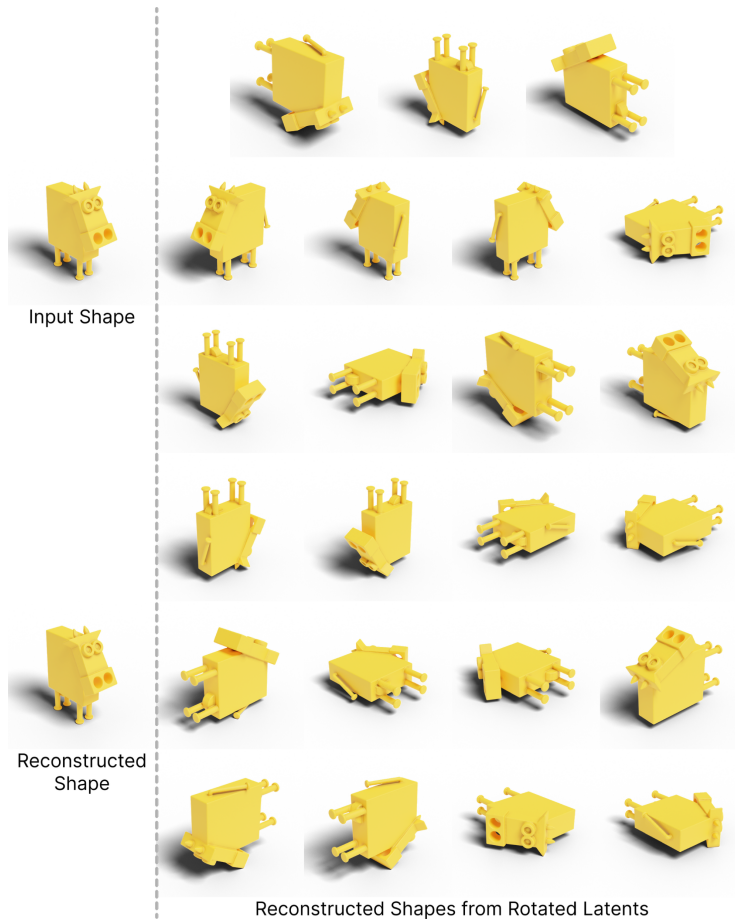 Input Shape
Reconstructed
Shape
Reconstructed Shapes from Rotated Latents